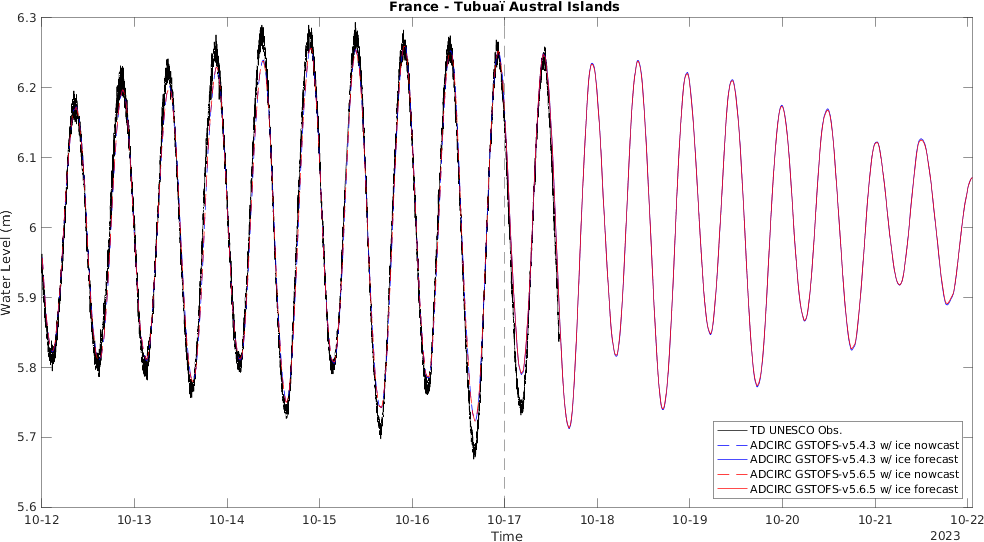 France - Tubuaï Austral Islands
6.3
6.2
6.1
6
5.9
5.8
5.7
5.6
Water Level (m)
TD UNESCO Obs.
ADCIRC GSTOFS-v5.4.3 w/ ice nowcast
ADCIRC GSTOFS-v5.4.3 w/ ice forecast
ADCIRC GSTOFS-v5.6.5 w/ ice nowcast
ADCIRC GSTOFS-v5.6.5 w/ ice forecast
10-12 10-13 10-14 10-15 10-16 10-17 10-18 10-19 10-20 10-21 10-22
Time
2023